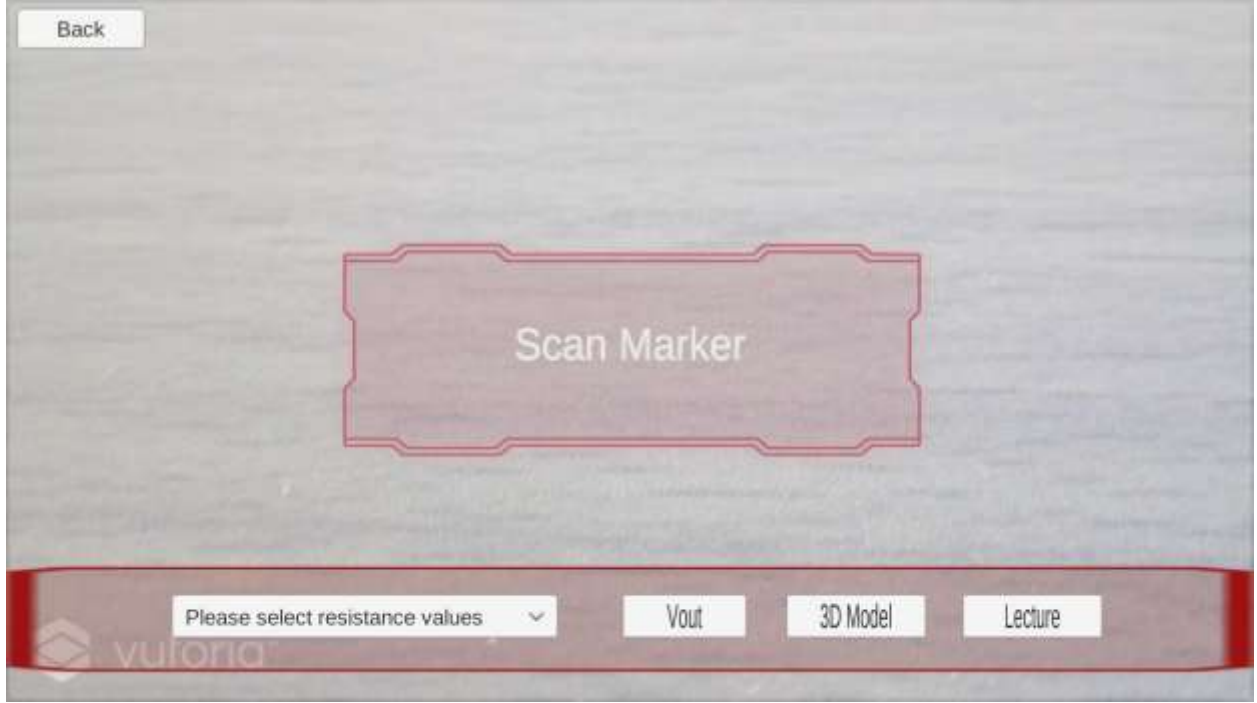 Back
Scan Marker
Please select resistance values
Vout
3D Model
Lecture
vuforia